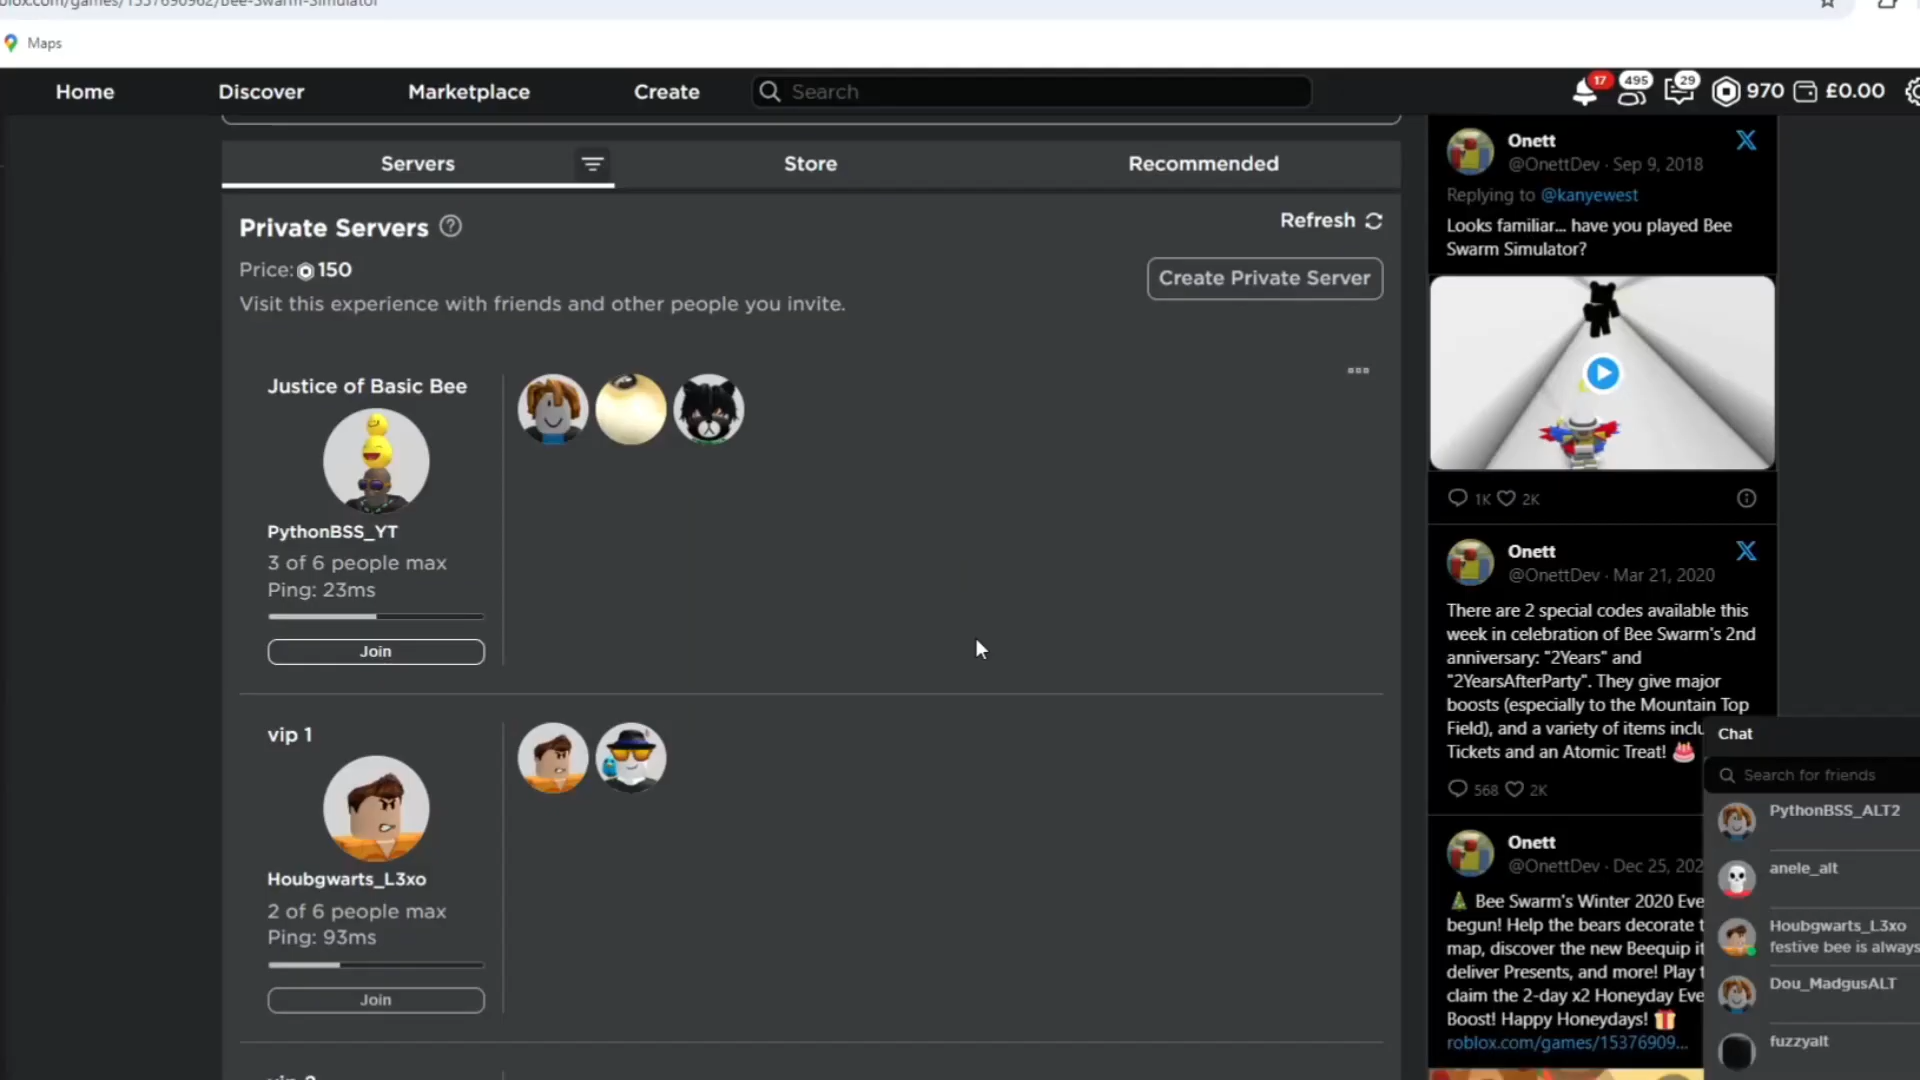 blox.com/games/1537690962/Bee-Swarm-Simulator
Maps
Home
Discover
Marketplace
Create
Search
17
495
29
970
£0.00
Servers
Store
Recommended
Private Servers
Refresh
Price: 150
Create Private Server
Visit this experience with friends and other people you invite.
Justice of Basic Bee
PythonBSS_YT
3 of 6 people max
Ping: 23ms
Join
vip 1
Houbgwarts_L3xo
2 of 6 people max
Ping: 93ms
Join
Onett
@OnettDev · Sep 9, 2018
Replying to @kanyewest
Looks familiar... have you played Bee
Swarm Simulator?
1K 2K
Onett
@OnettDev · Mar 21, 2020
There are 2 special codes available this
week in celebration of Bee Swarm's 2nd
anniversary: "2Years" and
"2YearsAfterParty". They give major
boosts (especially to the Mountain Top
Field), and a variety of items inclu
Tickets and an Atomic Treat!
568 2K
Onett
@OnettDev · Dec 25, 202
Bee Swarm's Winter 2020 Eve
begun! Help the bears decorate t
map, discover the new Beequip it
deliver Presents, and more! Play t
claim the 2-day x2 Honeyday Eve
Boost! Happy Honeydays!
roblox.com/games/15376909...
Chat
Search for friends
PythonBSS_ALT2
anele_alt
Houbgwarts_L3xo
festive bee is always
Dou_MadgusALT
fuzzyalt